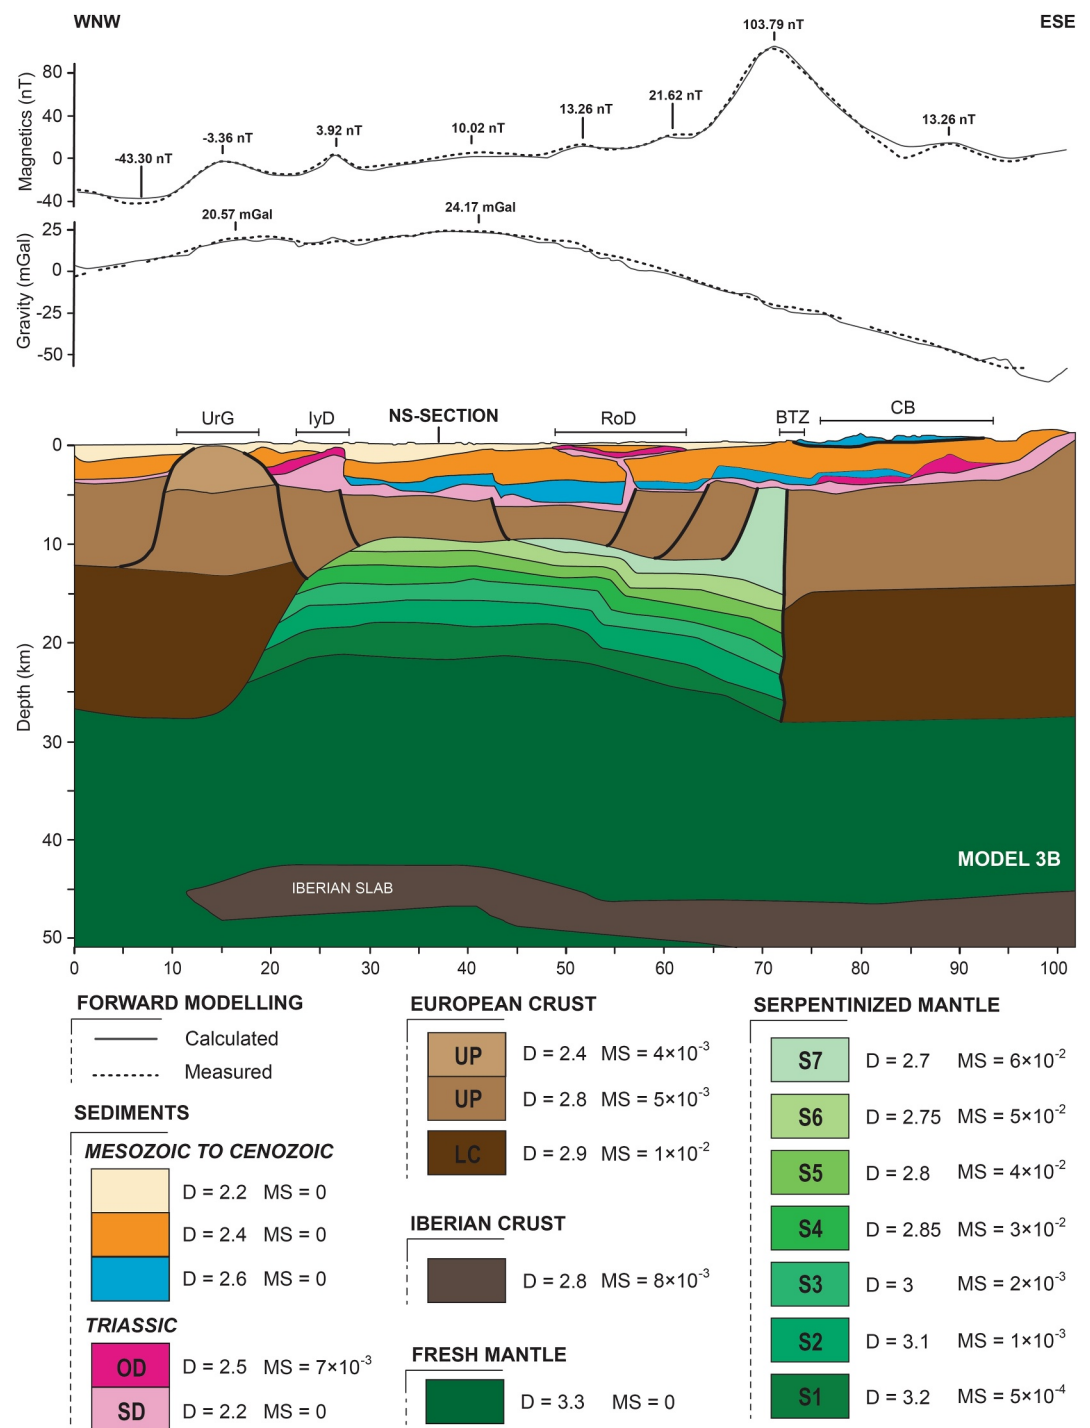 WNW ESE
103.79 nT
Magnetics (nT)
80
40
0
-40
-43.30 nT
-3.36 nT
3.92 nT
10.02 nT
13.26 nT
21.62 nT
13.26 nT
Gravity (mGal)
25
0
-25
-50
20.57 mGal
24.17 mGal
UrG IyD NS-SECTION RoD BTZ CB
Depth (km)
0
10
20
30
40
50
MODEL 3B
IBERIAN SLAB
0 10 20 30 40 50 60 70 80 90 100
FORWARD MODELLING
Calculated
Measured
SEDIMENTS
MESOZOIC TO CENOZOIC
D = 2.2 MS = 0
D = 2.4 MS = 0
D = 2.6 MS = 0
TRIASSIC
OD D = 2.5 MS = 7×10⁻³
SD D = 2.2 MS = 0
EUROPEAN CRUST
UP D = 2.4 MS = 4×10⁻³
UP D = 2.8 MS = 5×10⁻³
LC D = 2.9 MS = 1×10⁻²
IBERIAN CRUST
D = 2.8 MS = 8×10⁻³
FRESH MANTLE
D = 3.3 MS = 0
SERPENTINIZED MANTLE
S7 D = 2.7 MS = 6×10⁻²
S6 D = 2.75 MS = 5×10⁻²
S5 D = 2.8 MS = 4×10⁻²
S4 D = 2.85 MS = 3×10⁻²
S3 D = 3 MS = 2×10⁻³
S2 D = 3.1 MS = 1×10⁻³
S1 D = 3.2 MS = 5×10⁻⁴